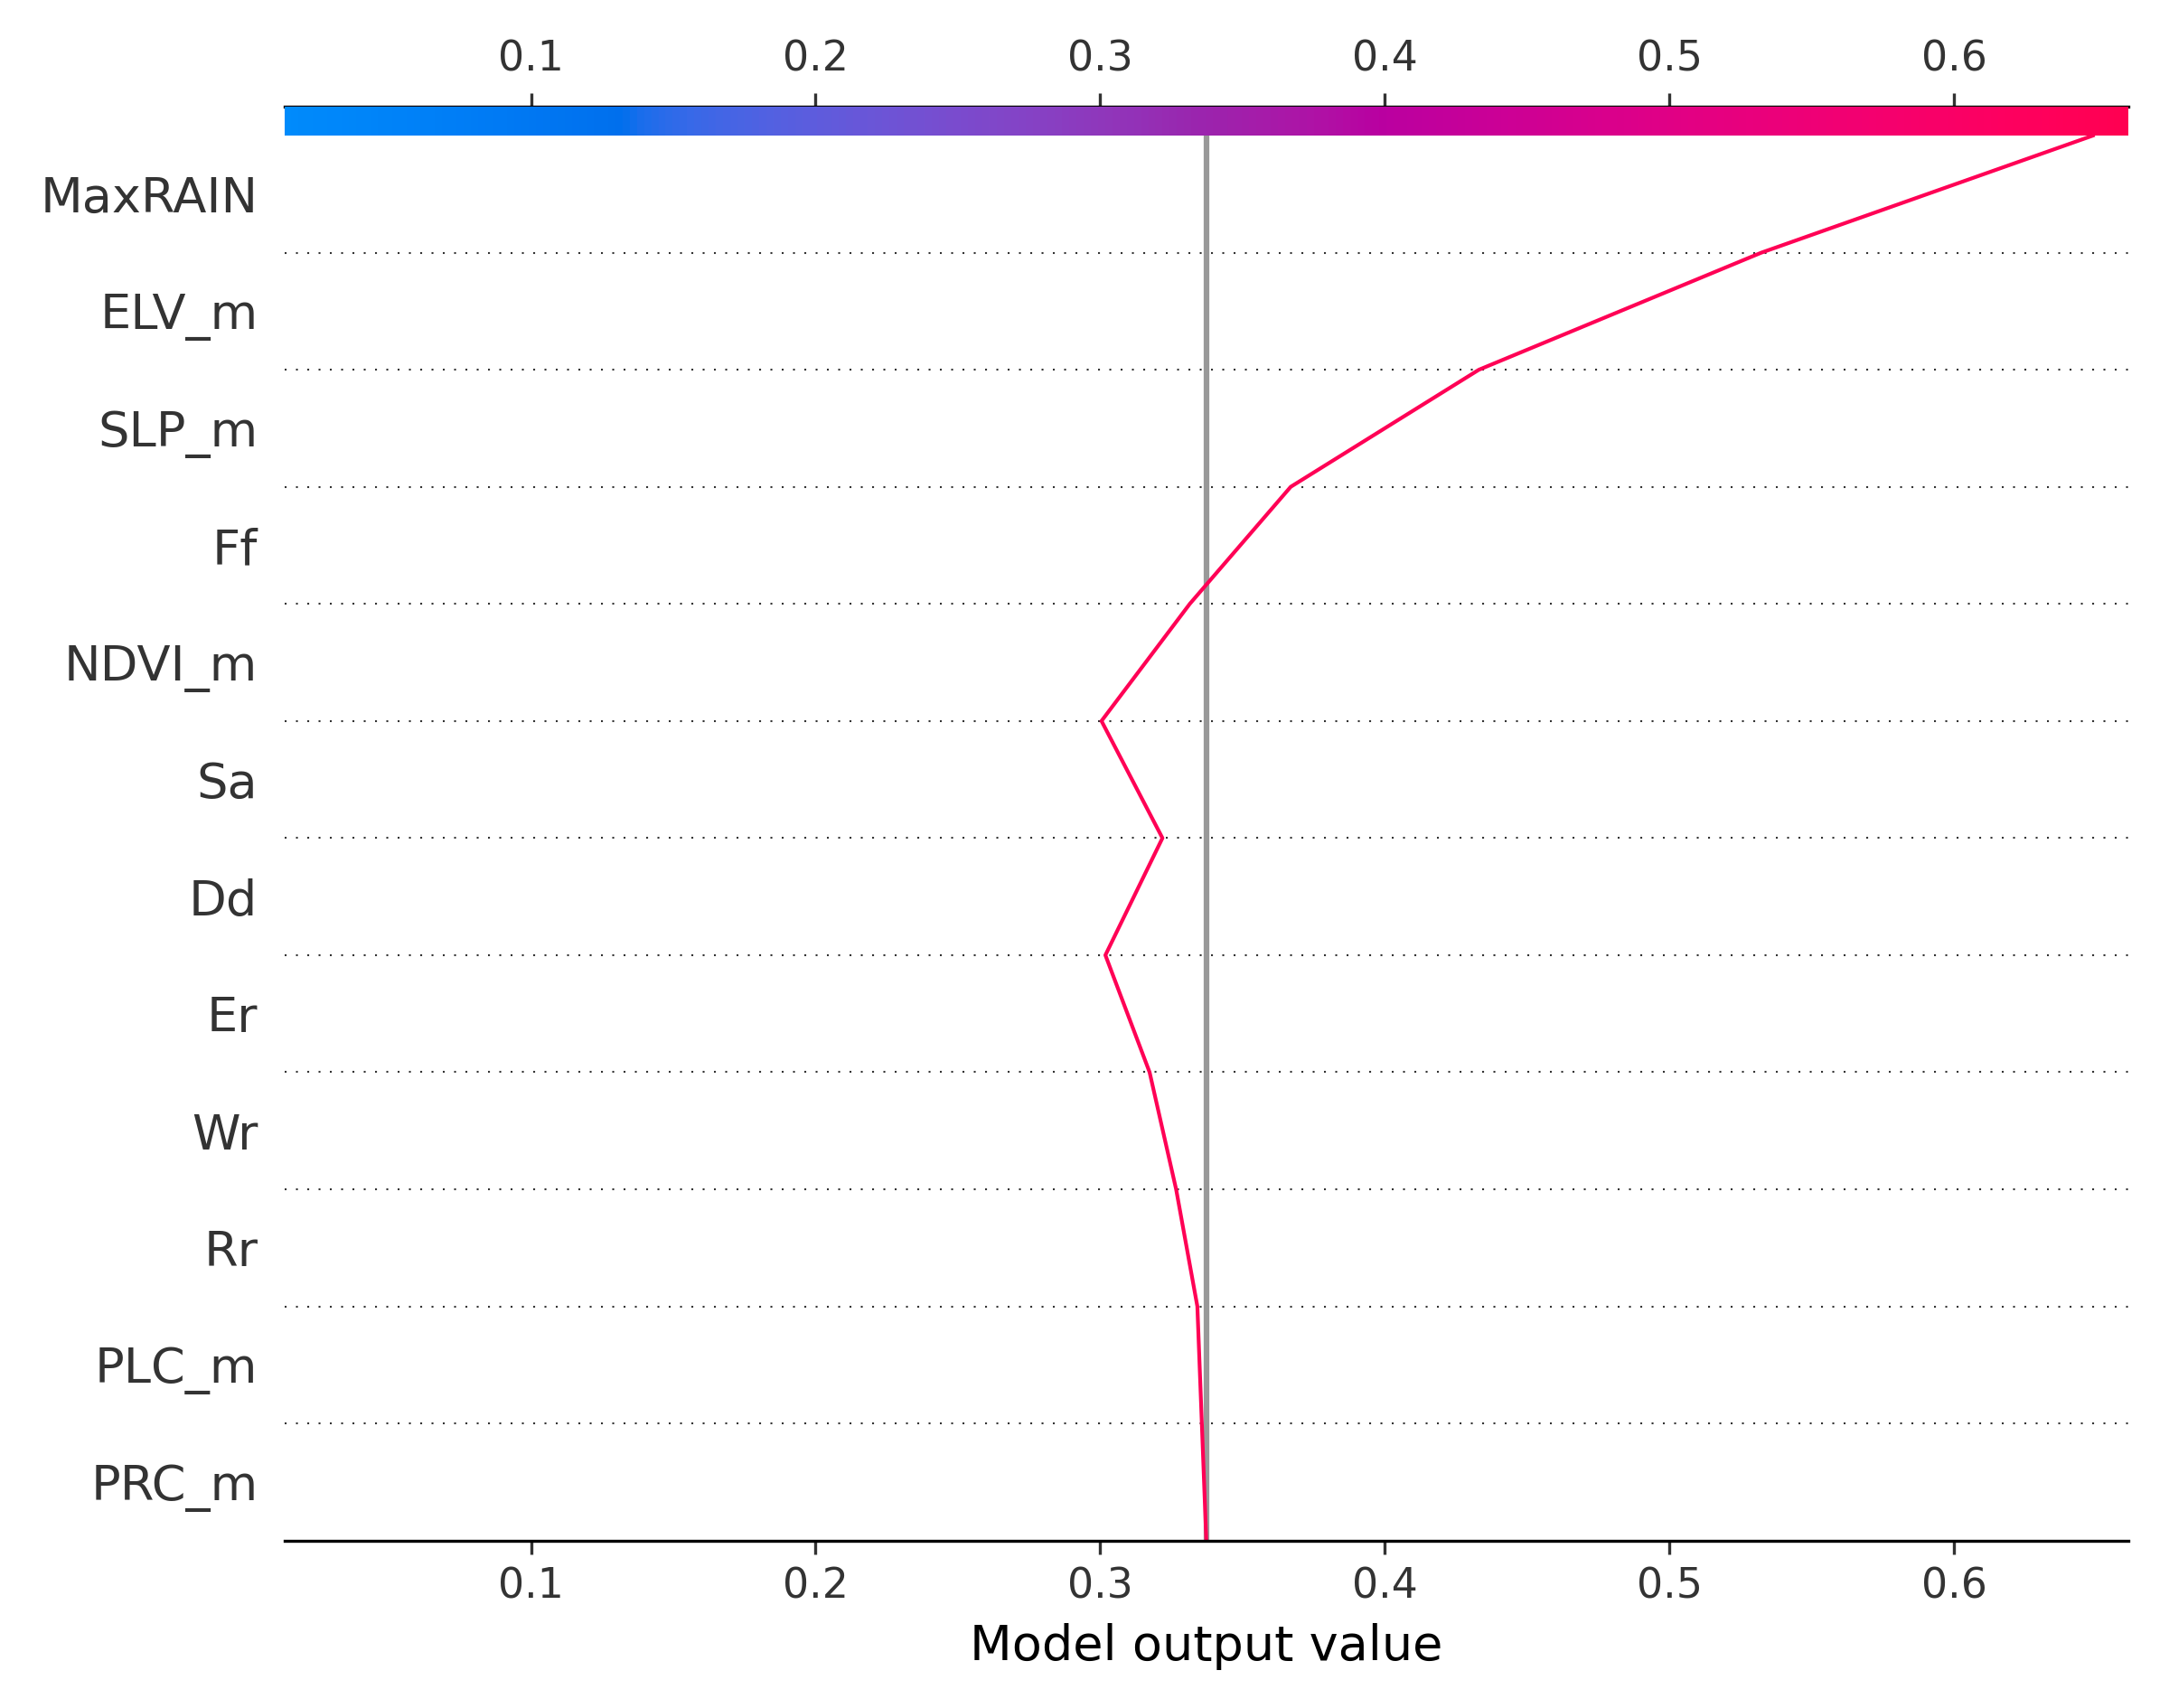 0.1 0.2 0.3 0.4 0.5 0.6
MaxRAIN
ELV_m
SLP_m
Ff
NDVI_m
Sa
Dd
Er
Wr
Rr
PLC_m
PRC_m
0.1 0.2 0.3 0.4 0.5 0.6
Model output value